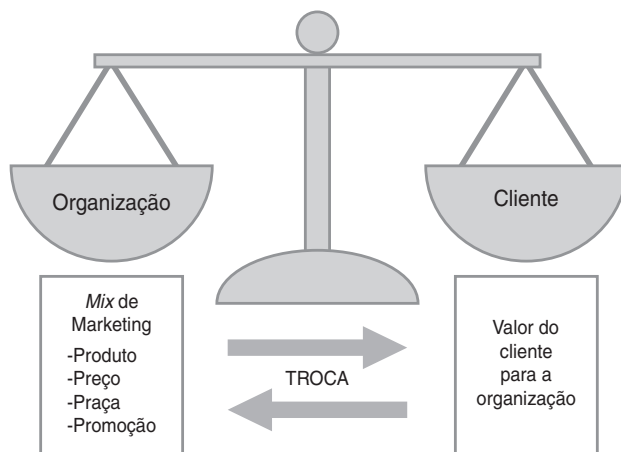 Organização
Cliente
Mix de
Marketing
-Produto
-Preço
-Praça
-Promoção
TROCA
Valor do
cliente
para a
organização